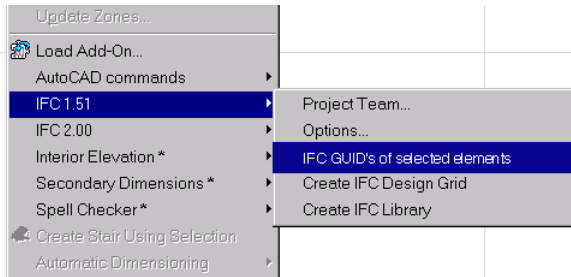 Update Zones...
Load Add-On...
AutoCAD commands
IFC 1.51
IFC 2.00
Interior Elevation *
Secondary Dimensions *
Spell Checker *
Create Stair Using Selection
Automatic Dimensioning
Project Team...
Options...
IFC GUID's of selected elements
Create IFC Design Grid
Create IFC Library